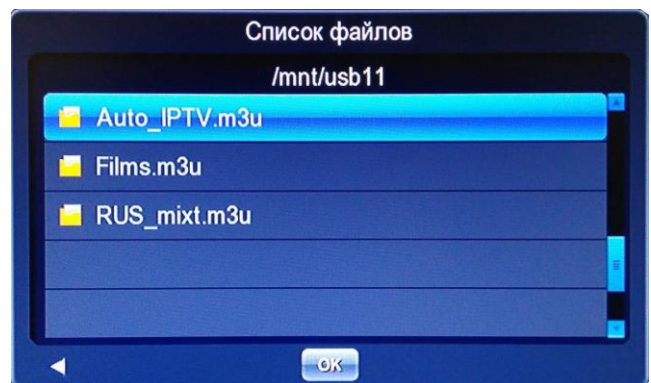 Список файлов
/mnt/usb11
Auto_IPTV.m3u
Films.m3u
RUS_mixt.m3u
OK